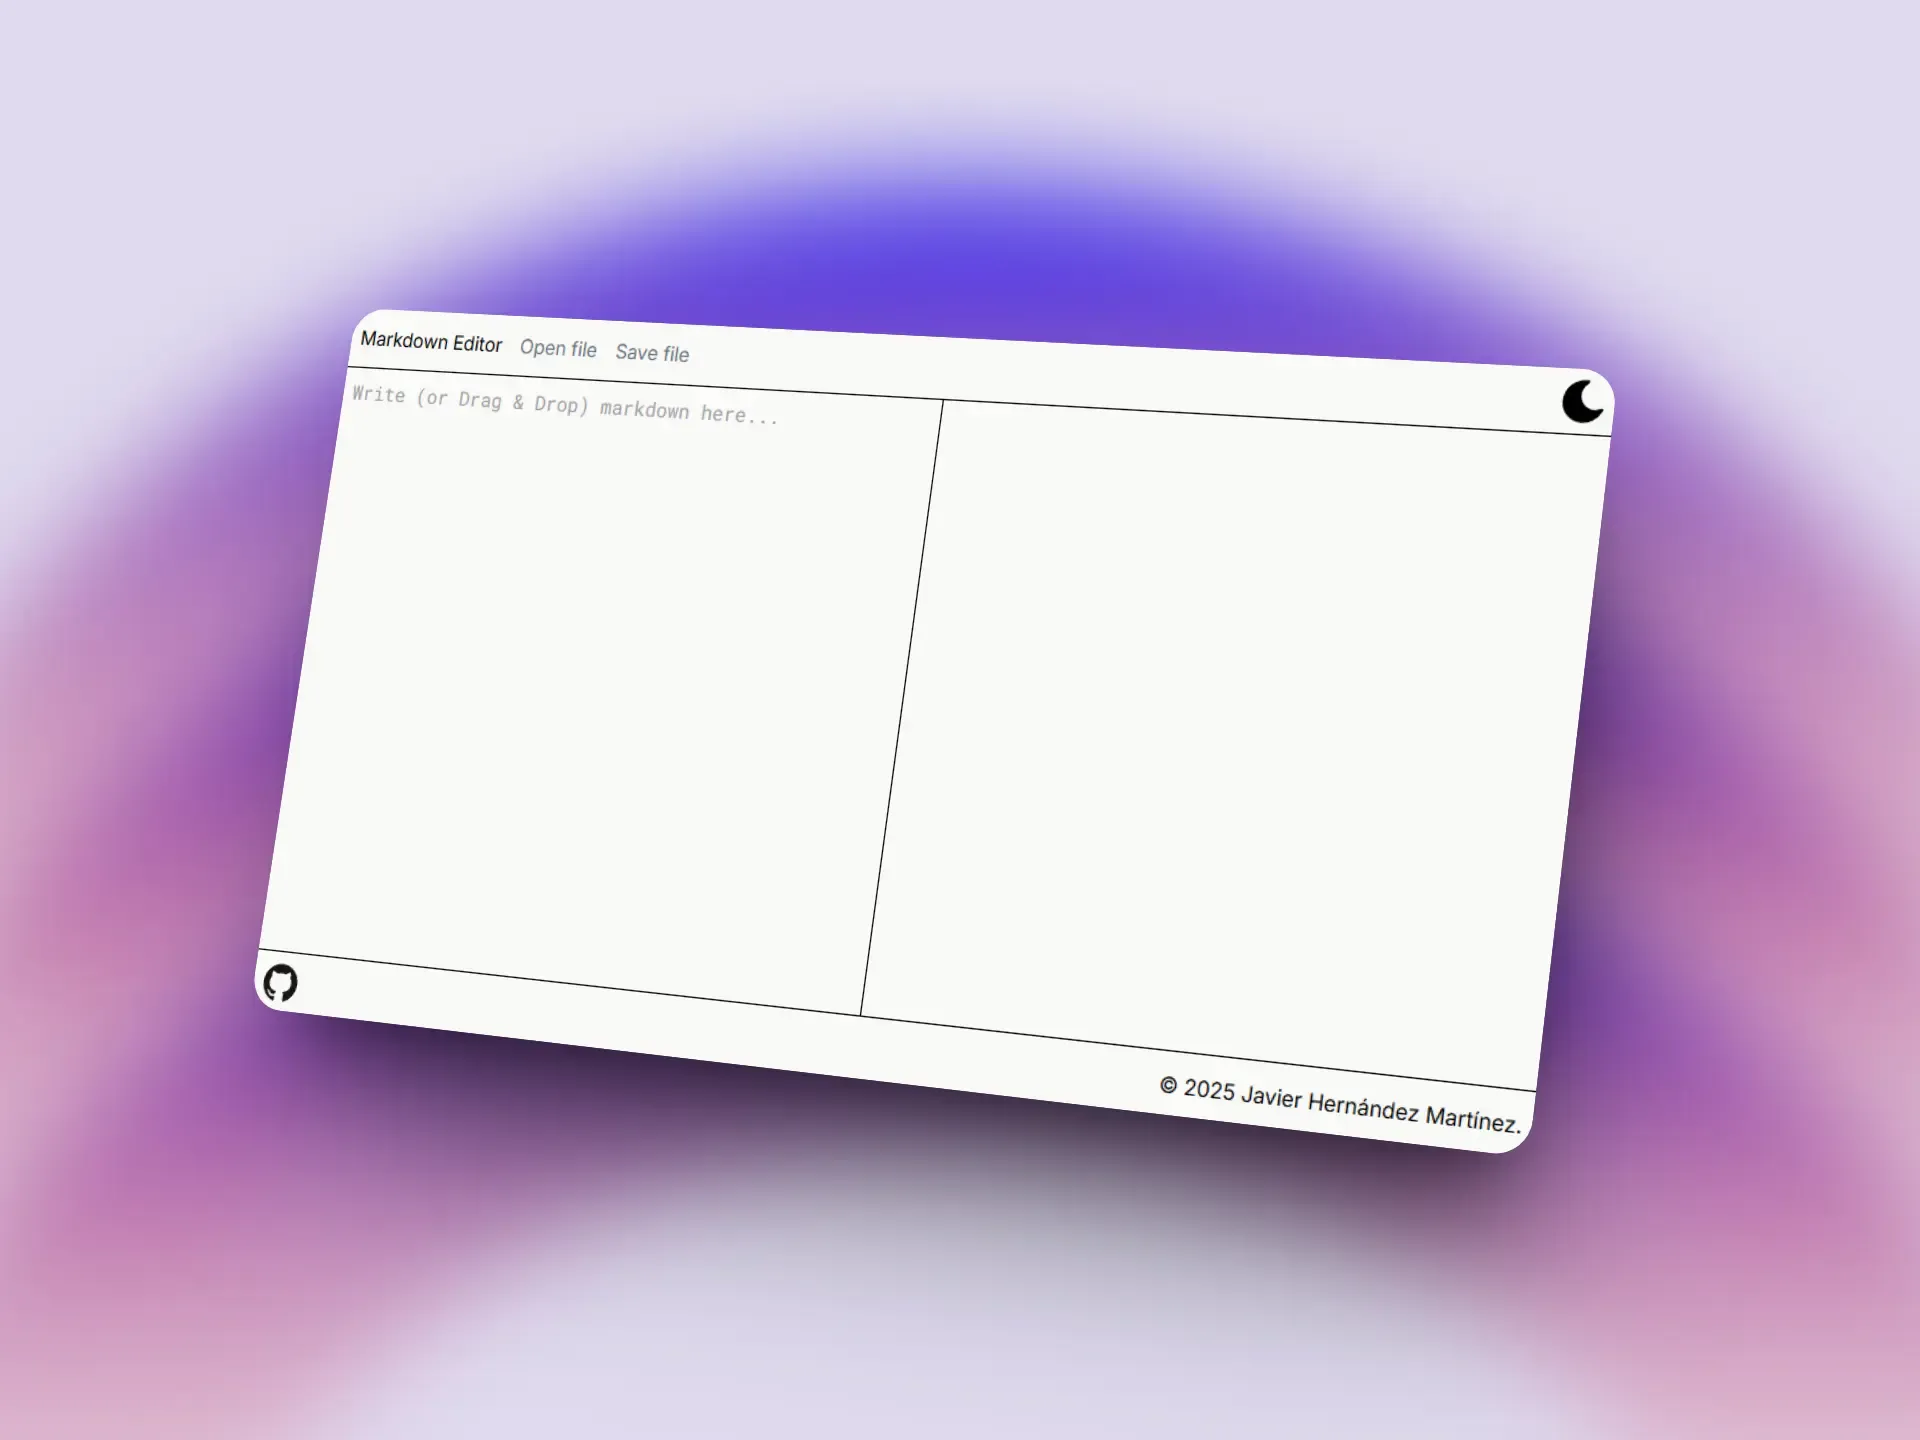 Markdown Editor Open file Save file
Write (or Drag & Drop) markdown here...
© 2025 Javier Hernández Martínez.